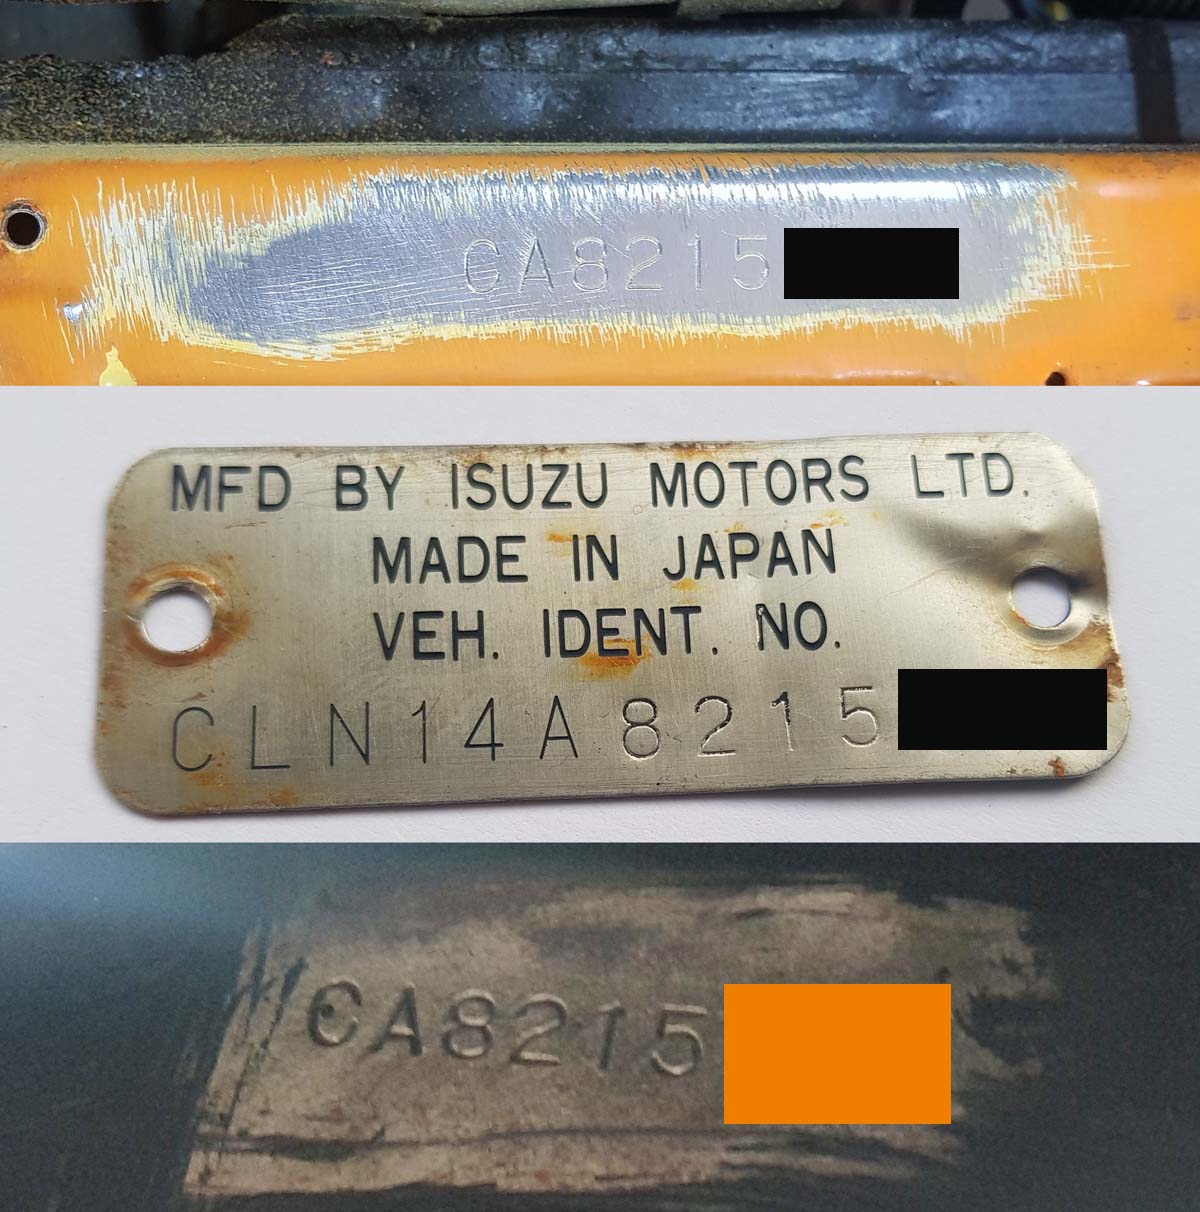 CA8215
MFD BY ISUZU MOTORS LTD.
MADE IN JAPAN
VEH. IDENT. NO.
CLN14A8215
CA8215